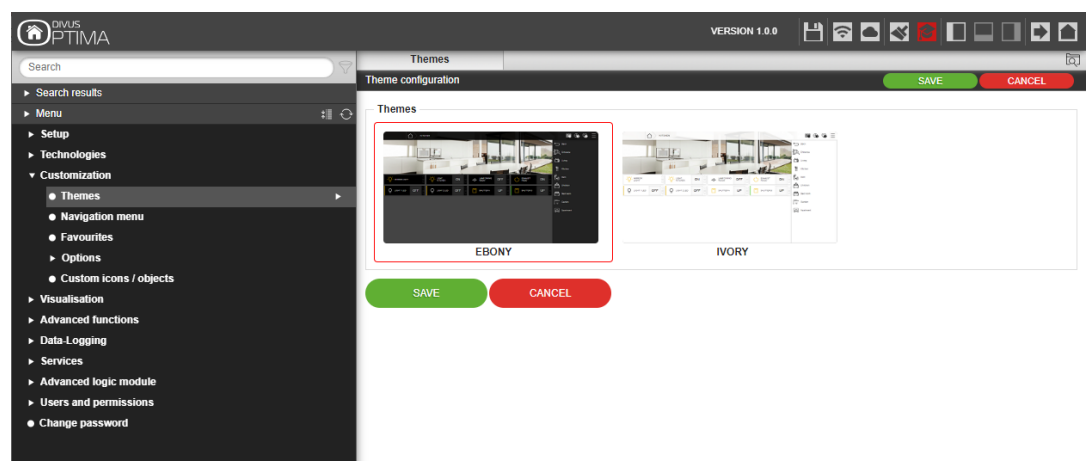 DIVUS
OPTIMA
VERSION 1.0.0
Search
Search results
Menu
Setup
Technologies
Customization
Themes
Navigation menu
Favourites
Options
Custom icons / objects
Visualisation
Advanced functions
Data-Logging
Services
Advanced logic module
Users and permissions
Change password
Themes
Theme configuration
SAVE CANCEL
Themes
EBONY IVORY
SAVE CANCEL